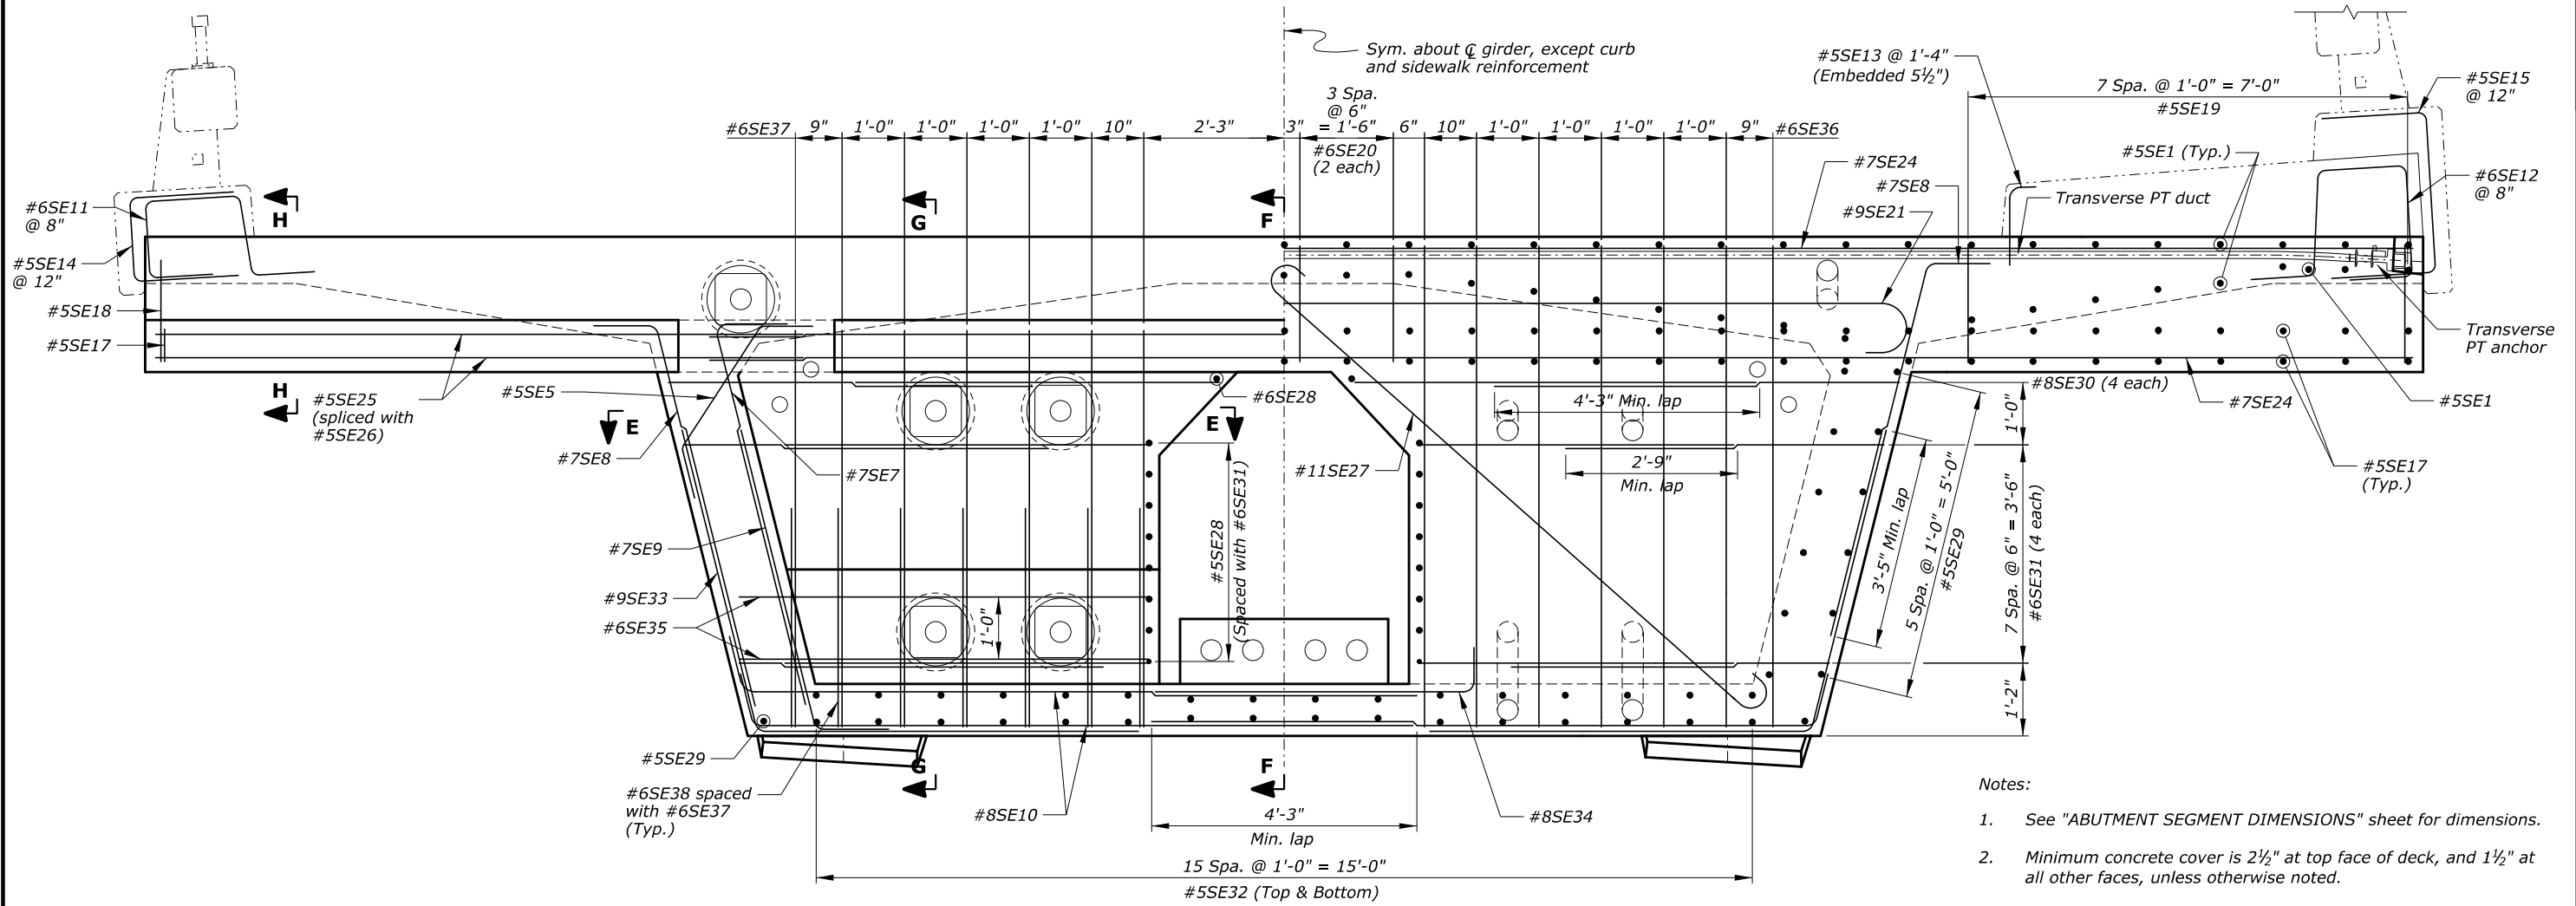 Sym. about ℄ girder, except curb
and sidewalk reinforcement
#5SE13 @ 1'-4"
(Embedded 5½")
7 Spa. @ 1'-0" = 7'-0"
#5SE19
#5SE15
@ 12"
3 Spa.
@ 6"
= 1'-6"
#6SE37
9"
1'-0"
1'-0"
1'-0"
1'-0"
10"
2'-3"
3"
6"
10"
1'-0"
1'-0"
1'-0"
1'-0"
9"
#6SE36
#6SE20
(2 each)
#7SE24
#5SE1 (Typ.)
#7SE8
Transverse PT duct
#9SE21
#6SE12
@ 8"
#6SE11
@ 8"
H
G
F
#5SE14
@ 12"
#5SE18
#5SE17
Transverse
PT anchor
H
#5SE25
(spliced with
#5SE26)
#5SE5
#6SE28
E
E
4'-3" Min. lap
#8SE30 (4 each)
#7SE24
#5SE1
1'-0"
#7SE8
#7SE7
#11SE27
2'-9"
Min. lap
#5SE17
(Typ.)
#5SE28
(Spaced with #6SE31)
3'-5" Min. lap
5 Spa. @ 1'-0" = 5'-0"
#5SE29
7 Spa. @ 6" = 3'-6"
#6SE31 (4 each)
#7SE9
#9SE33
#6SE35
1'-0"
1'-2"
#5SE29
G
F
#6SE38 spaced
with #6SE37
(Typ.)
#8SE10
4'-3"
Min. lap
#8SE34
15 Spa. @ 1'-0" = 15'-0"
#5SE32 (Top & Bottom)
Notes:
1. See "ABUTMENT SEGMENT DIMENSIONS" sheet for dimensions.
2. Minimum concrete cover is 2½" at top face of deck, and 1½" at
all other faces, unless otherwise noted.